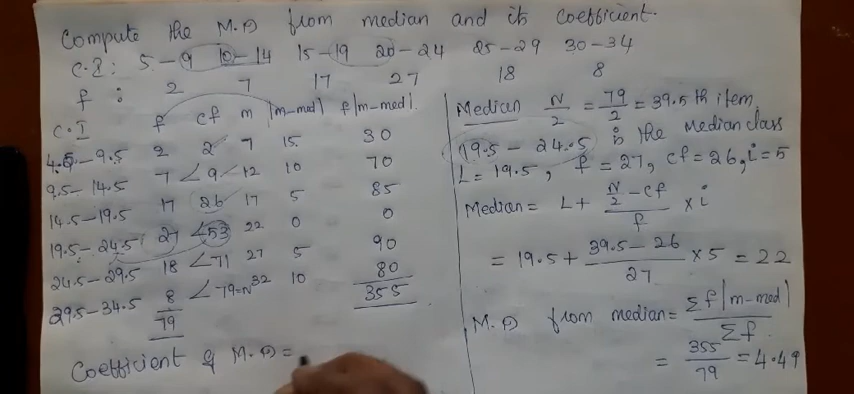 Compute the M.D from median and its coefficient.
C.I : 5 - 9 10 - 14 15 - 19 20 - 24 25 - 29 30 - 34
f : 2 7 17 27 18 8
C.I f cf m |m-med| f|m-med|
4.5-9.5 2 2 7 15 30
9.5-14.5 7 9 12 10 70
14.5-19.5 17 26 17 5 85
19.5-24.5 27 53 22 0 0
24.5-29.5 18 71 27 5 90
29.5-34.5 8 79=N 32 10 80
79 355
Coefficient of M.D =
Median N/2 = 79/2 = 39.5th item
19.5 - 24.5 is the Median class
L = 19.5, f = 27, cf = 26, i = 5
Median = L + (N/2 - cf)/f × i
= 19.5 + (39.5 - 26)/27 × 5 = 22
M.D from median = Σf|m-med|/Σf
= 355/79 = 4.49